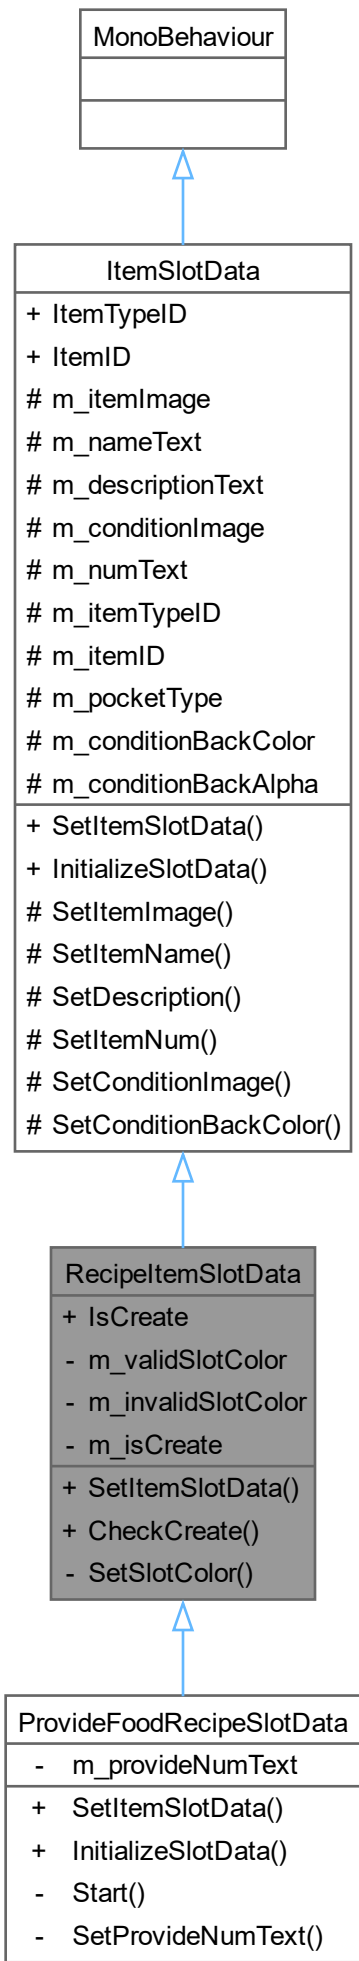 MonoBehaviour
ItemSlotData
+ ItemTypeID
+ ItemID
# m_itemImage
# m_nameText
# m_descriptionText
# m_conditionImage
# m_numText
# m_itemTypeID
# m_itemID
# m_pocketType
# m_conditionBackColor
# m_conditionBackAlpha
+ SetItemSlotData()
+ InitializeSlotData()
# SetItemImage()
# SetItemName()
# SetDescription()
# SetItemNum()
# SetConditionImage()
# SetConditionBackColor()
RecipeItemSlotData
+ IsCreate
- m_validSlotColor
- m_invalidSlotColor
- m_isCreate
+ SetItemSlotData()
+ CheckCreate()
- SetSlotColor()
ProvideFoodRecipeSlotData
- m_provideNumText
+ SetItemSlotData()
+ InitializeSlotData()
- Start()
- SetProvideNumText()